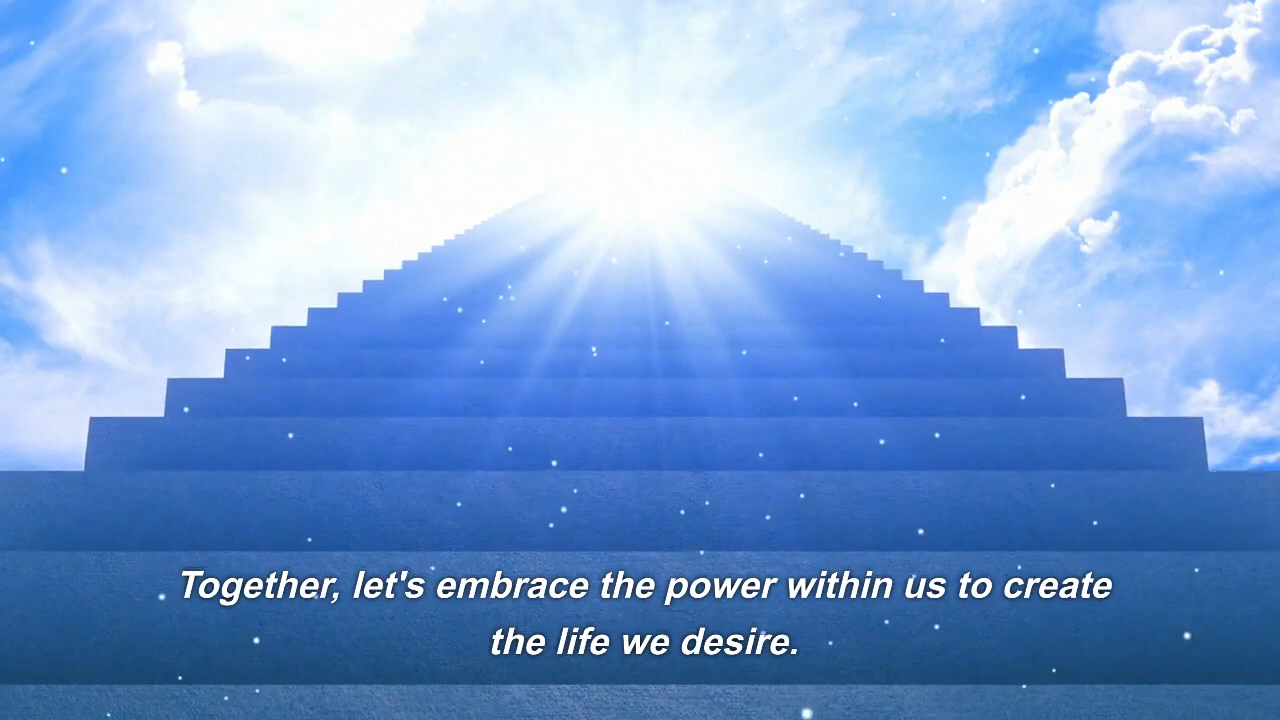 Together, let's embrace the power within us to create
the life we desire.